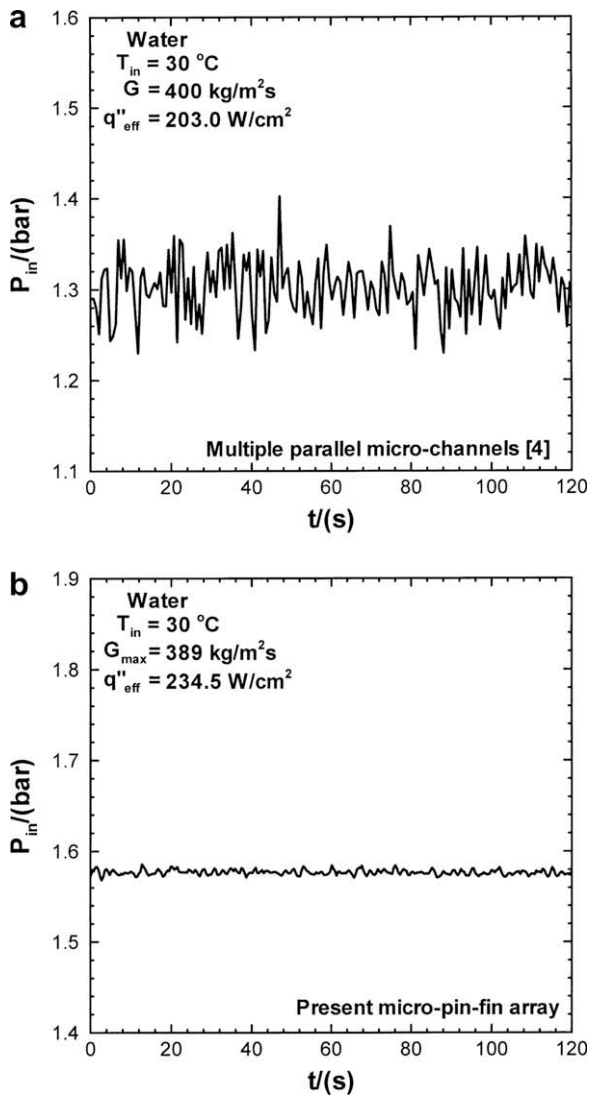 a
1.6
1.5
1.4
1.3
1.2
1.1
P_in/(bar)
Water
T_in = 30 °C
G = 400 kg/m²s
q"_eff = 203.0 W/cm²
Multiple parallel micro-channels [4]
0 20 40 60 80 100 120
t/(s)
b
1.9
1.8
1.7
1.6
1.5
1.4
P_in/(bar)
Water
T_in = 30 °C
G_max = 389 kg/m²s
q"_eff = 234.5 W/cm²
Present micro-pin-fin array
0 20 40 60 80 100 120
t/(s)